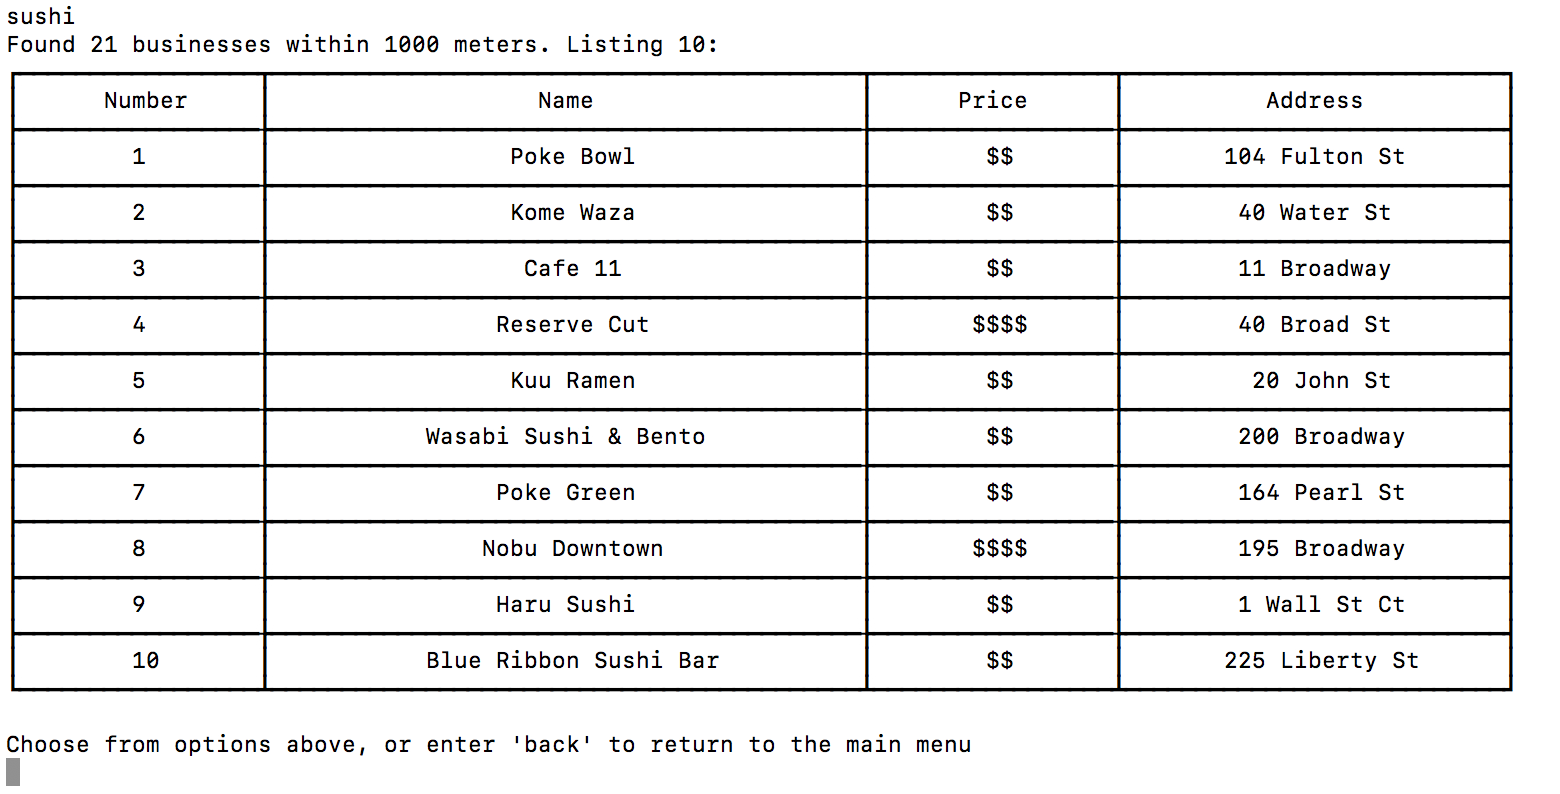 sushi
Found 21 businesses within 1000 meters. Listing 10:
Number Name Price Address
1 Poke Bowl $$ 104 Fulton St
2 Kome Waza $$ 40 Water St
3 Cafe 11 $$ 11 Broadway
4 Reserve Cut $$$$ 40 Broad St
5 Kuu Ramen $$ 20 John St
6 Wasabi Sushi & Bento $$ 200 Broadway
7 Poke Green $$ 164 Pearl St
8 Nobu Downtown $$$$ 195 Broadway
9 Haru Sushi $$ 1 Wall St Ct
10 Blue Ribbon Sushi Bar $$ 225 Liberty St
Choose from options above, or enter 'back' to return to the main menu